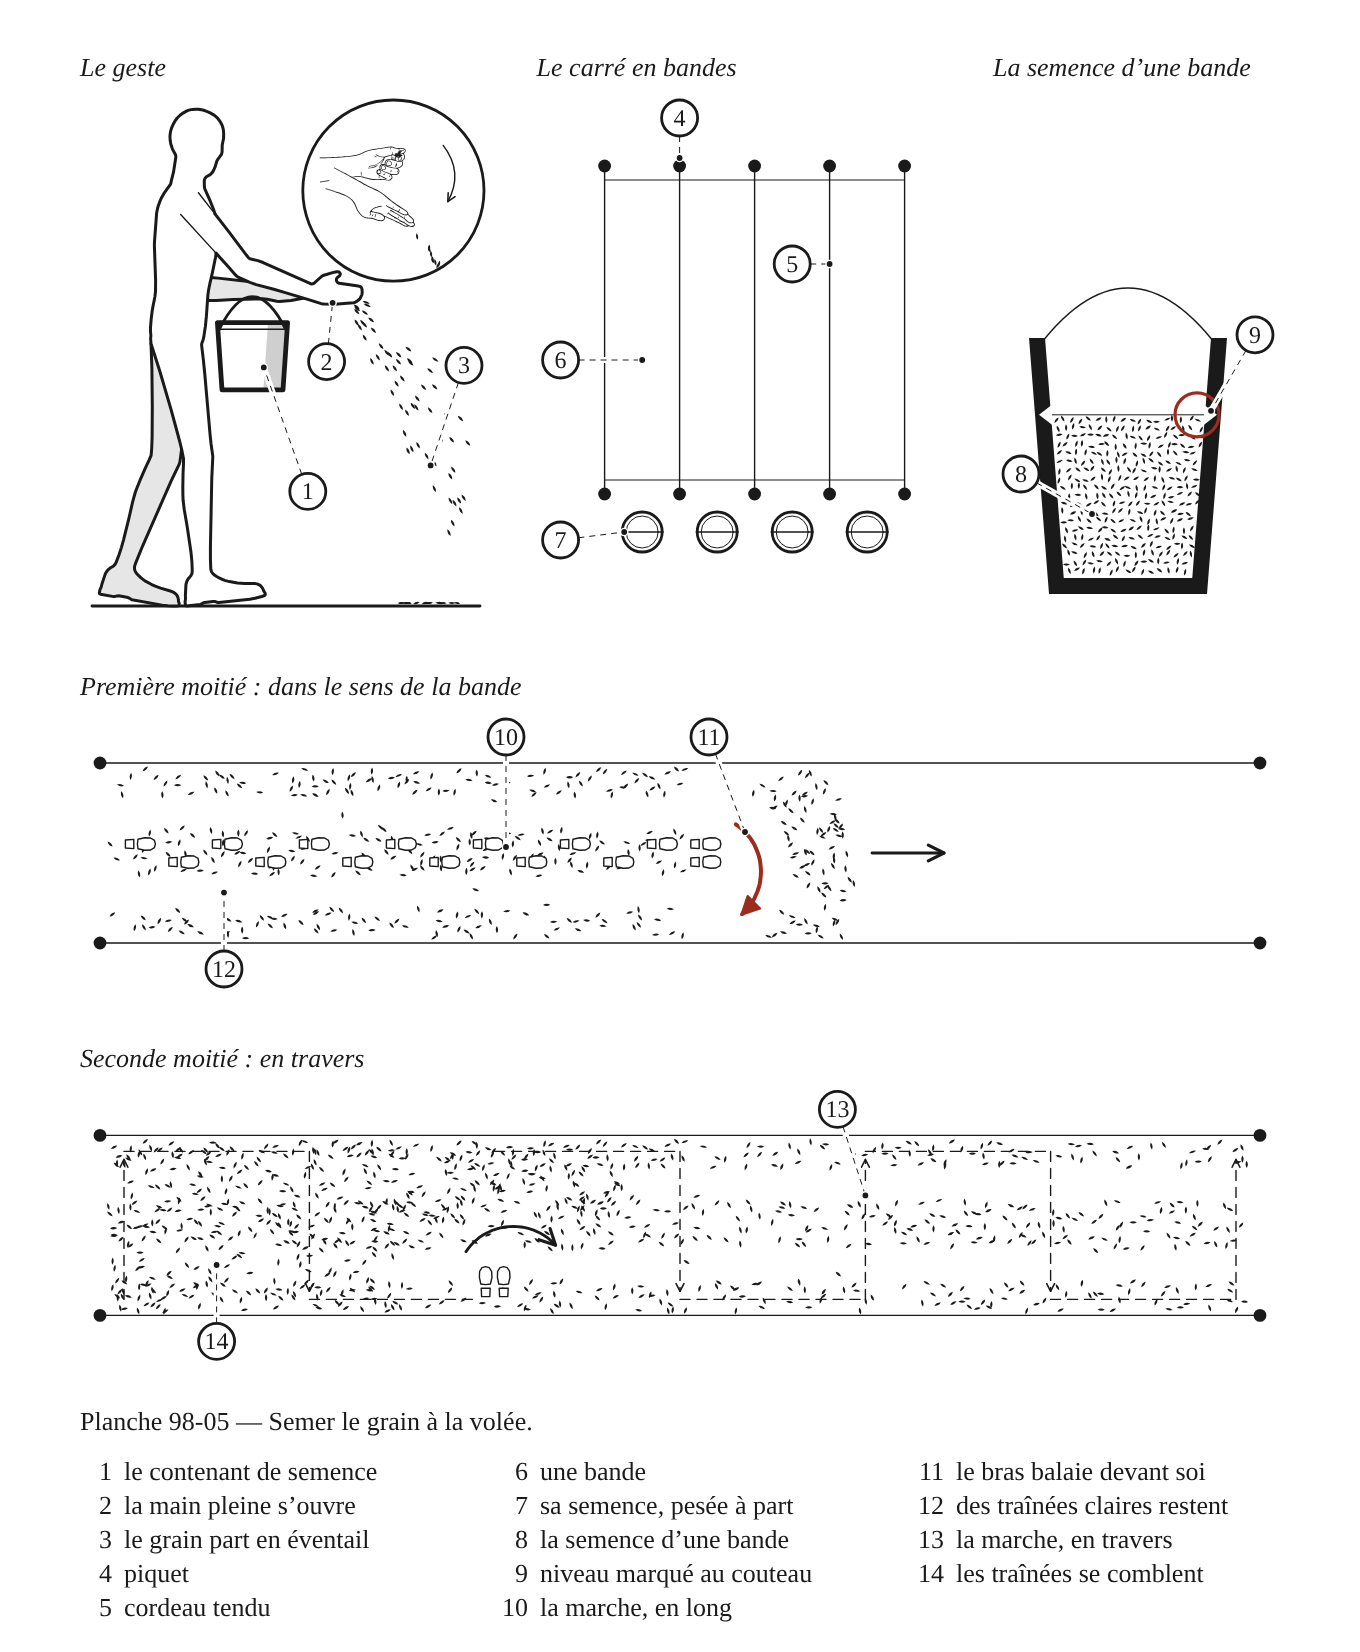 Le geste
Le carré en bandes
La semence d’une bande
4
5
9
2
3
6
8
1
7
Première moitié : dans le sens de la bande
10
11
12
Seconde moitié : en travers
13
14
Planche 98-05 — Semer le grain à la volée.
1 le contenant de semence
2 la main pleine s’ouvre
3 le grain part en éventail
4 piquet
5 cordeau tendu
6 une bande
7 sa semence, pesée à part
8 la semence d’une bande
9 niveau marqué au couteau
10 la marche, en long
11 le bras balaie devant soi
12 des traînées claires restent
13 la marche, en travers
14 les traînées se comblent